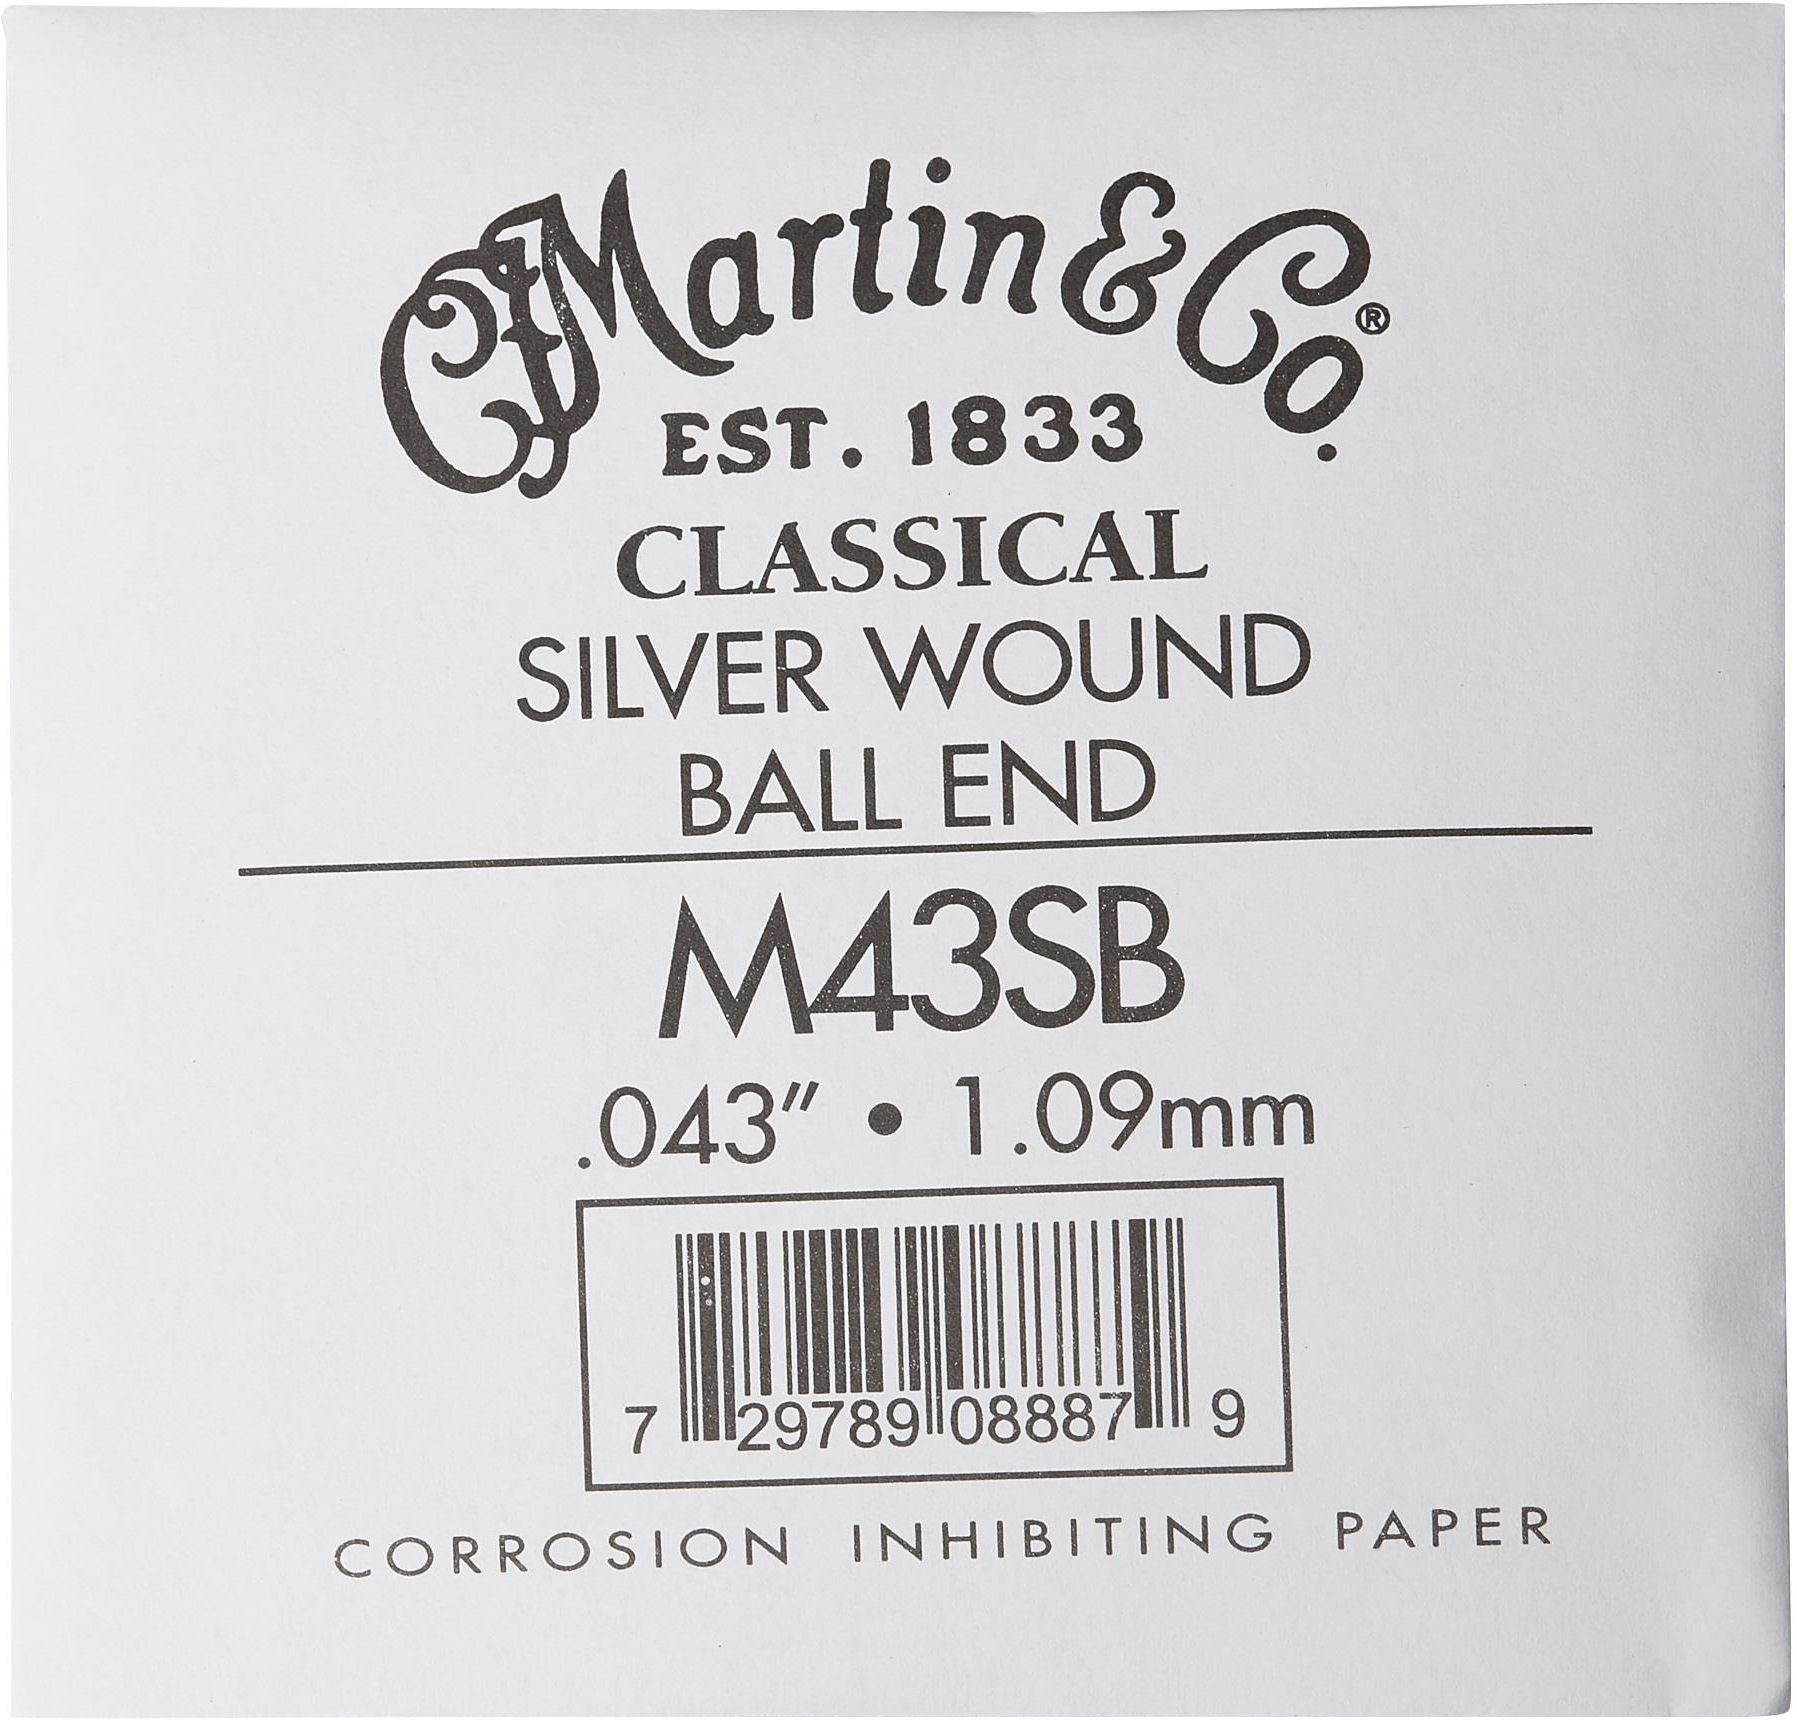 CFMartin & Co.®
EST. 1833
CLASSICAL
SILVER WOUND
BALL END
M43SB
.043" • 1.09mm
7 29789 08887 9
CORROSION INHIBITING PAPER